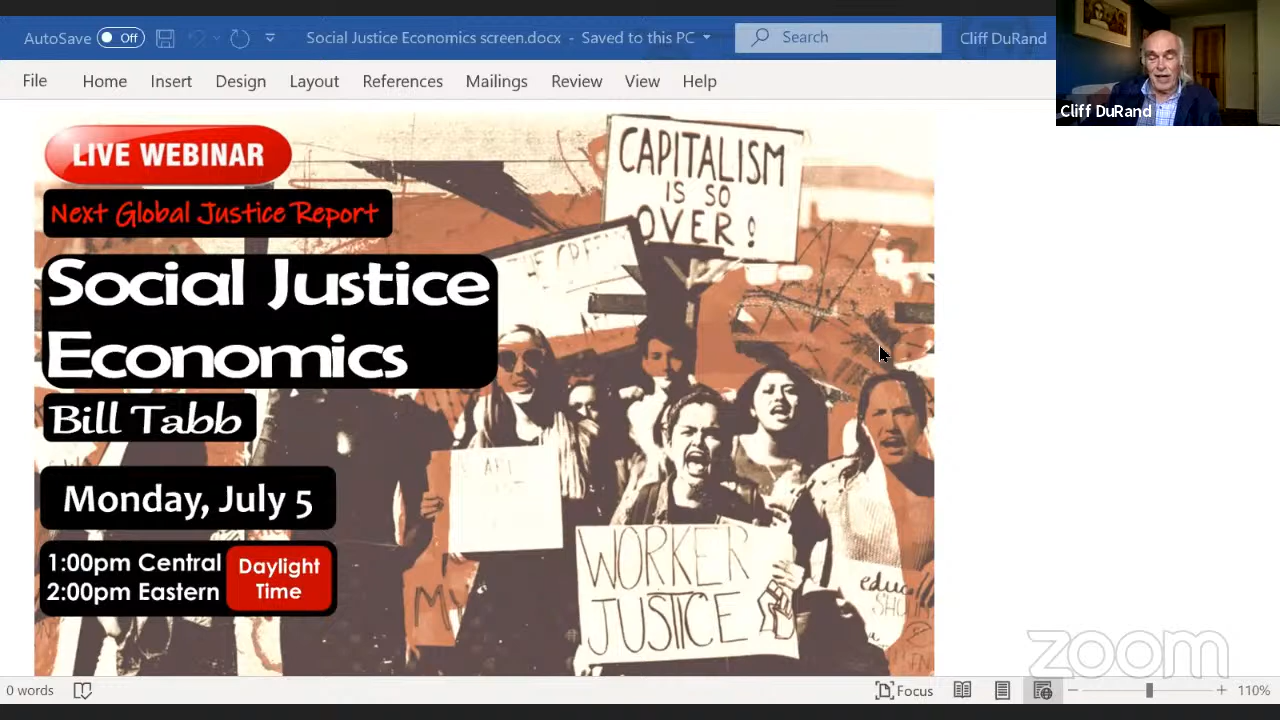 AutoSave Off Social Justice Economics screen.docx - Saved to this PC Search Cliff DuRand
File Home Insert Design Layout References Mailings Review View Help
Cliff DuRand
LIVE WEBINAR
Next Global Justice Report
Social Justice
Economics
Bill Tabb
Monday, July 5
1:00pm Central
2:00pm Eastern
Daylight
Time
CAPITALISM
IS SO
OVER!
WORKER
JUSTICE
zoom
0 words Focus 110%